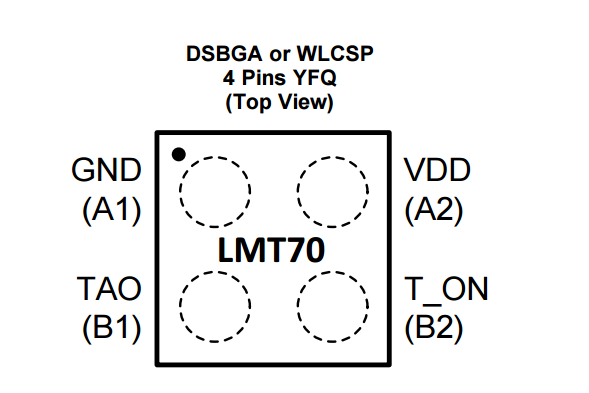 DSBGA or WLCSP
4 Pins YFQ
(Top View)
GND
(A1)
VDD
(A2)
LMT70
TAO
(B1)
T_ON
(B2)